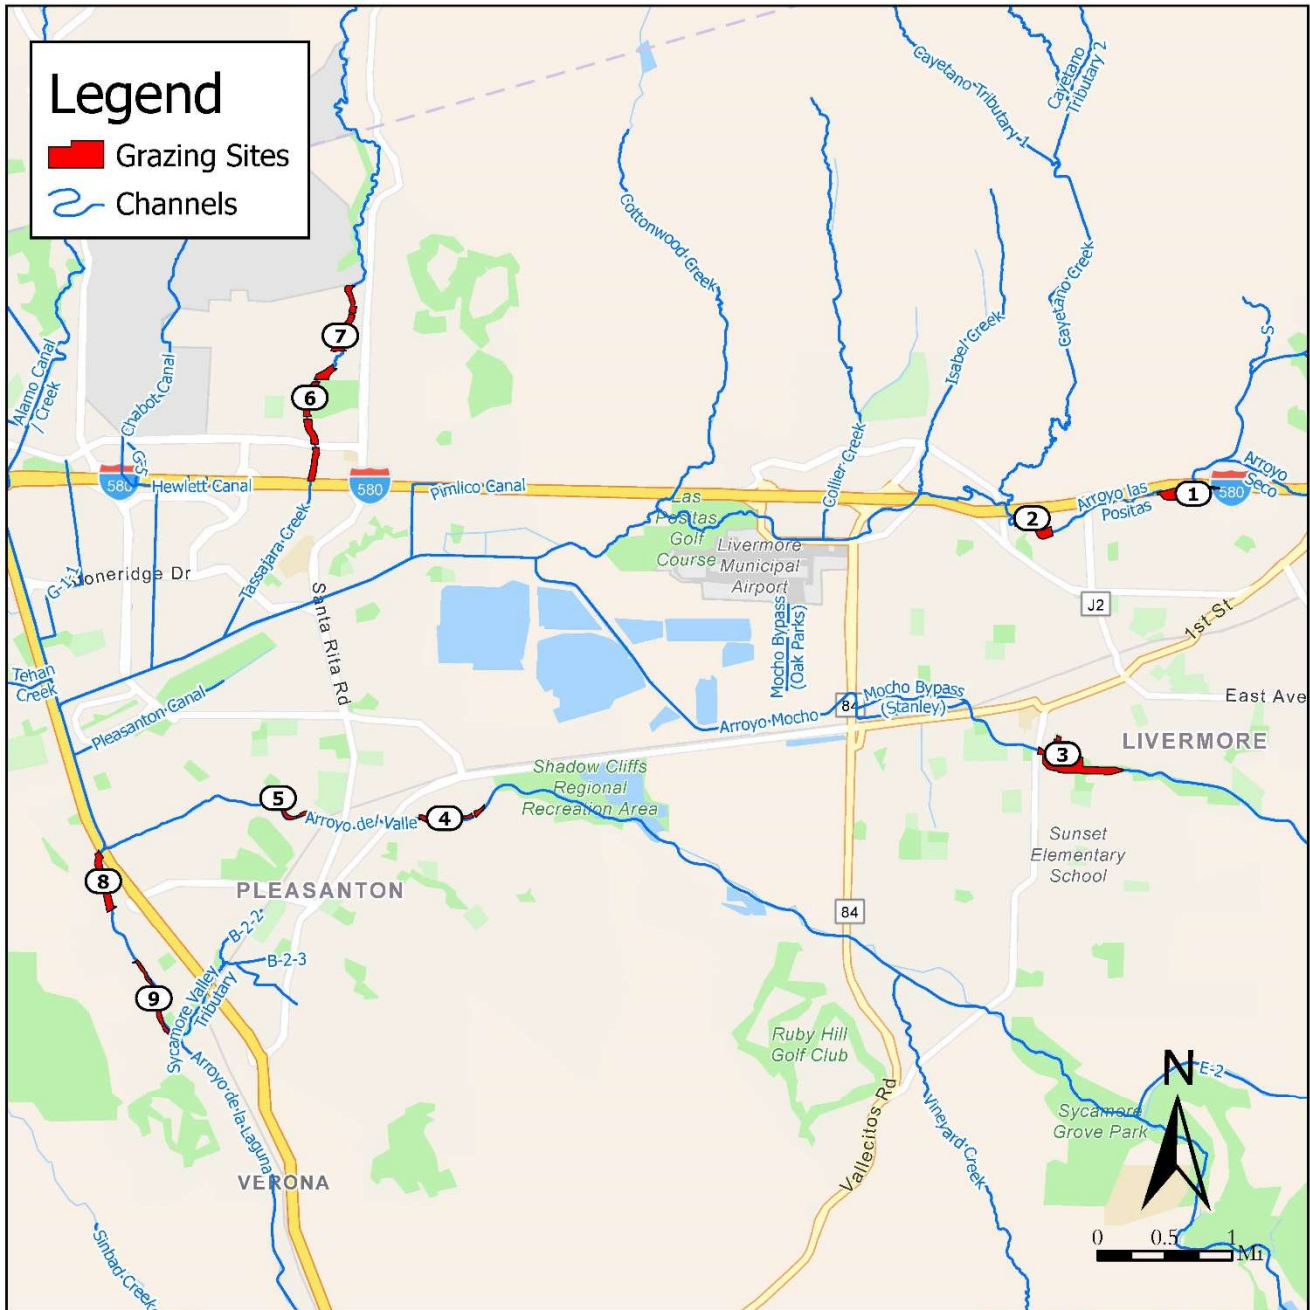 Legend
Grazing Sites
Channels
Cayetano Tributary 1
Cayetano
Tributary 2
Cottonwood Creek
Cayetano Creek
Isabel Creek
S
7
6
Alamo Canal
/ Creek
Chabot Canal
G-5
580
Hewlett Canal
580
Pimlico Canal
Collier Creek
Arroyo las
Positas
1
580
Arroyo
Seco
2
Las
Positas
Golf
Course
Livermore
Municipal
Airport
Tassajara Creek
G-1-1
Stoneridge Dr
Santa Rita Rd
Mocho Bypass
(Oak Parks)
J2
1st St
Tehan
Creek
Pleasanton Canal
Arroyo Mocho
84
Mocho Bypass
(Stanley)
East Ave
3
LIVERMORE
Shadow Cliffs
Regional
Recreation Area
5
Arroyo del Valle
4
Sunset
Elementary
School
8
PLEASANTON
84
B-2-2
B-2-3
9
Sycamore Valley
Tributary
Arroyo de la Laguna
Ruby Hill
Golf Club
Vallecitos Rd
Vineyard Creek
Sycamore
Grove Park
E-2
N
VERONA
Sinbad Creek
0 0.5 1
Mi